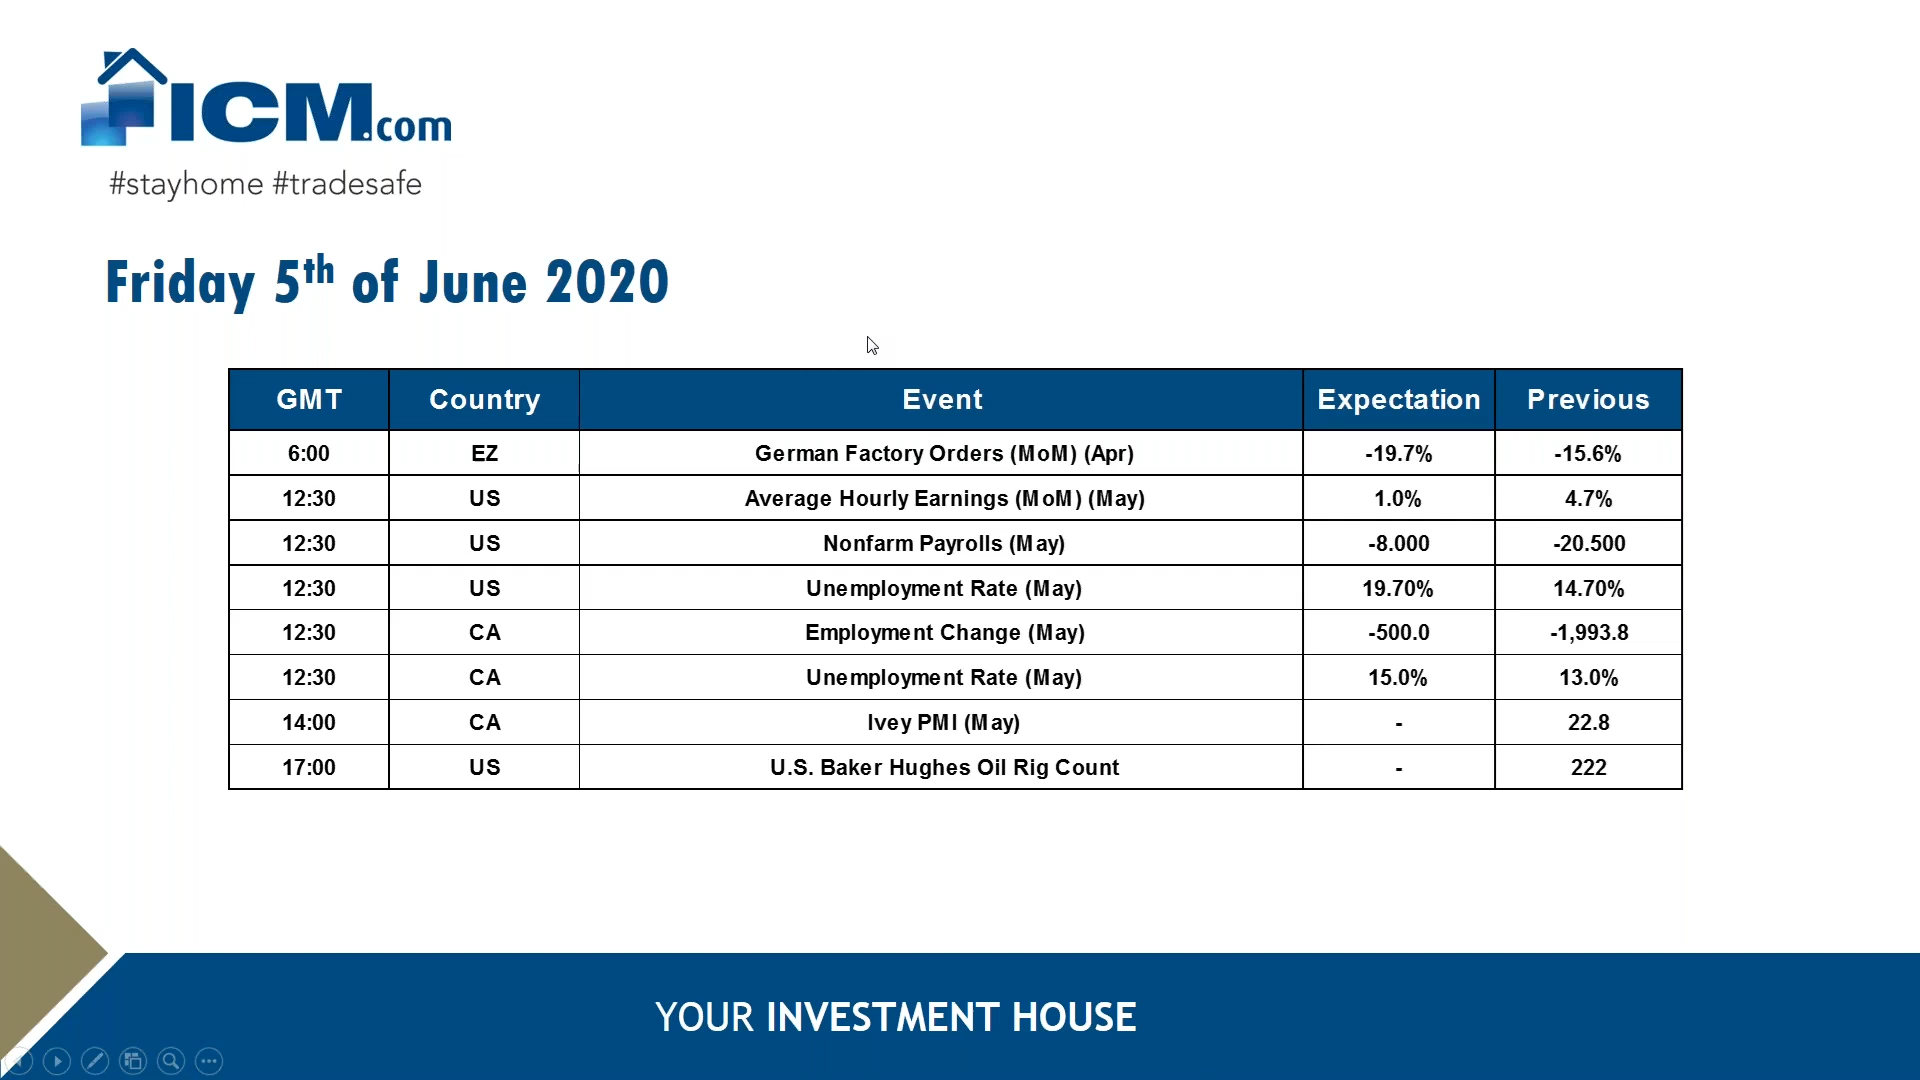 ICM.com
#stayhome #tradesafe
Friday 5th of June 2020
GMT Country Event Expectation Previous
6:00 EZ German Factory Orders (MoM) (Apr) -19.7% -15.6%
12:30 US Average Hourly Earnings (MoM) (May) 1.0% 4.7%
12:30 US Nonfarm Payrolls (May) -8.000 -20.500
12:30 US Unemployment Rate (May) 19.70% 14.70%
12:30 CA Employment Change (May) -500.0 -1,993.8
12:30 CA Unemployment Rate (May) 15.0% 13.0%
14:00 CA Ivey PMI (May) - 22.8
17:00 US U.S. Baker Hughes Oil Rig Count - 222
YOUR INVESTMENT HOUSE